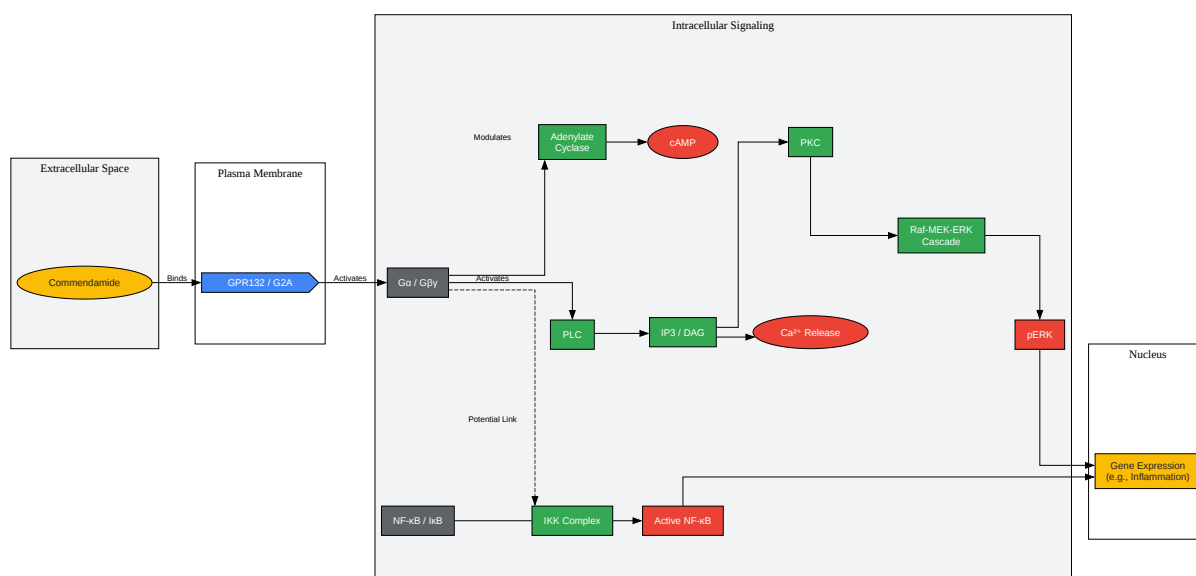 Intracellular Signaling
Extracellular Space
Plasma Membrane
Commendamide
Binds
GPR132 / G2A
Activates
Gα / Gβγ
Modulates
Adenylate
Cyclase
cAMP
PKC
Raf-MEK-ERK
Cascade
Activates
PLC
IP3 / DAG
Ca²⁺ Release
pERK
Potential Link
NF-κB / IκB
IKK Complex
Active NF-κB
Nucleus
Gene Expression
(e.g., Inflammation)